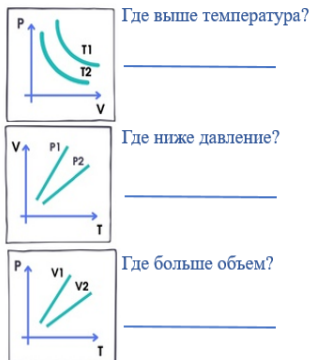 Где выше температура?
P
T1
T2
V
Где ниже давление?
V
P1
P2
T
Где больше объем?
P
V1
V2
T